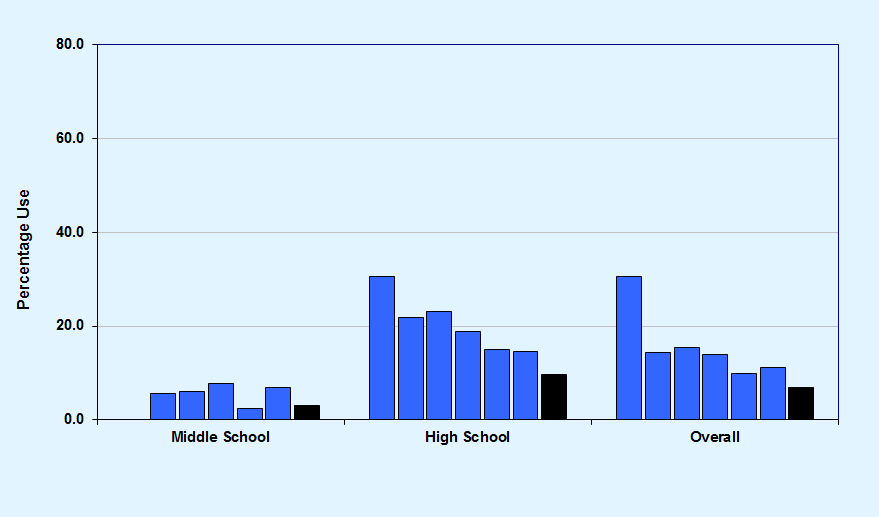 80.0
60.0
40.0
20.0
0.0
Percentage Use
Middle School
High School
Overall